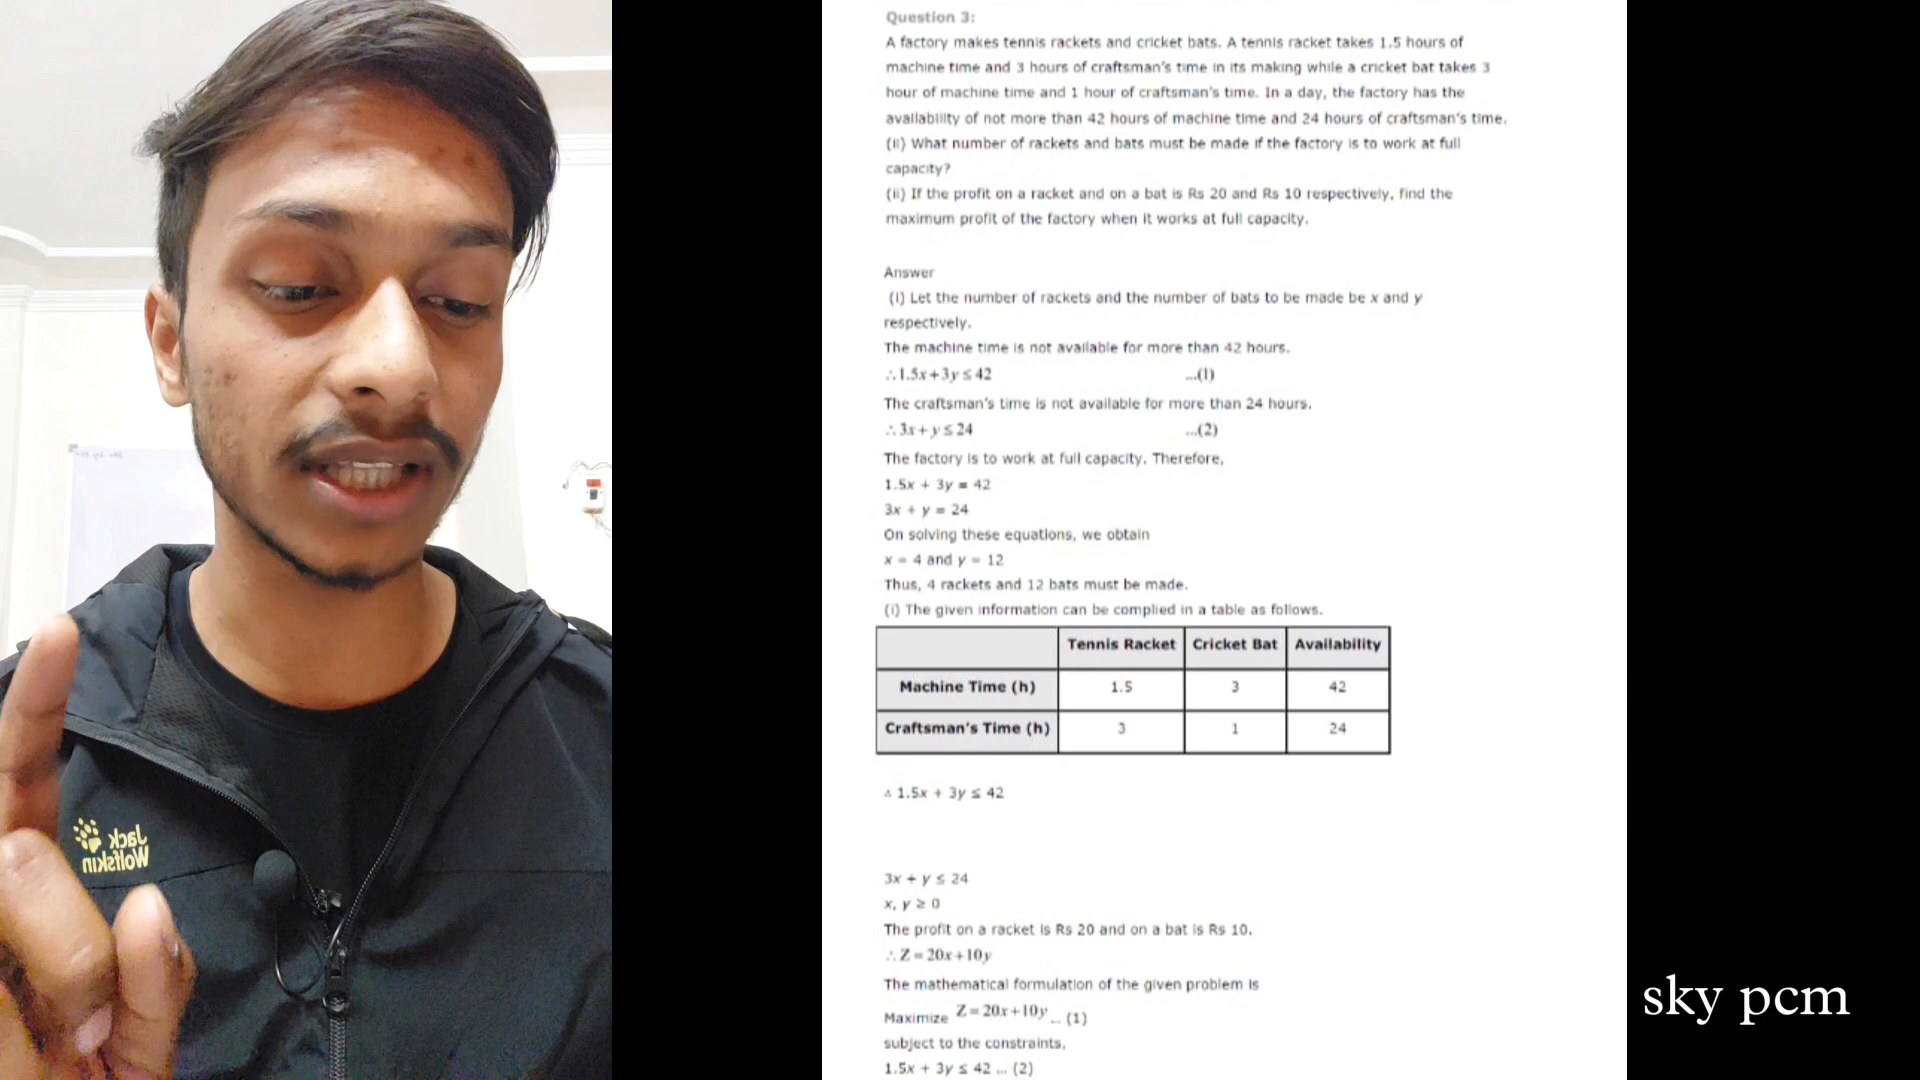 Question 3:
A factory makes tennis rackets and cricket bats. A tennis racket takes 1.5 hours of
machine time and 3 hours of craftsman's time in its making while a cricket bat takes 3
hour of machine time and 1 hour of craftsman's time. In a day, the factory has the
availability of not more than 42 hours of machine time and 24 hours of craftsman's time.
(ii) What number of rackets and bats must be made if the factory is to work at full
capacity?
(ii) If the profit on a racket and on a bat is Rs 20 and Rs 10 respectively, find the
maximum profit of the factory when it works at full capacity.
Answer
(i) Let the number of rackets and the number of bats to be made be x and y
respectively.
The machine time is not available for more than 42 hours.
∴1.5x+3y ≤ 42 ...(1)
The craftsman's time is not available for more than 24 hours.
∴3x+y ≤ 24 ...(2)
The factory is to work at full capacity. Therefore,
1.5x + 3y = 42
3x + y = 24
On solving these equations, we obtain
x = 4 and y = 12
Thus, 4 rackets and 12 bats must be made.
(i) The given information can be complied in a table as follows.
Tennis Racket Cricket Bat Availability
Machine Time (h) 1.5 3 42
Craftsman's Time (h) 3 1 24
∴ 1.5x + 3y ≤ 42
3x + y ≤ 24
x, y ≥ 0
The profit on a racket is Rs 20 and on a bat is Rs 10.
∴Z = 20x+10y
The mathematical formulation of the given problem is
Maximize Z = 20x+10y ... (1)
subject to the constraints,
1.5x + 3y ≤ 42 ... (2)
Jack
Wolfskin
sky pcm